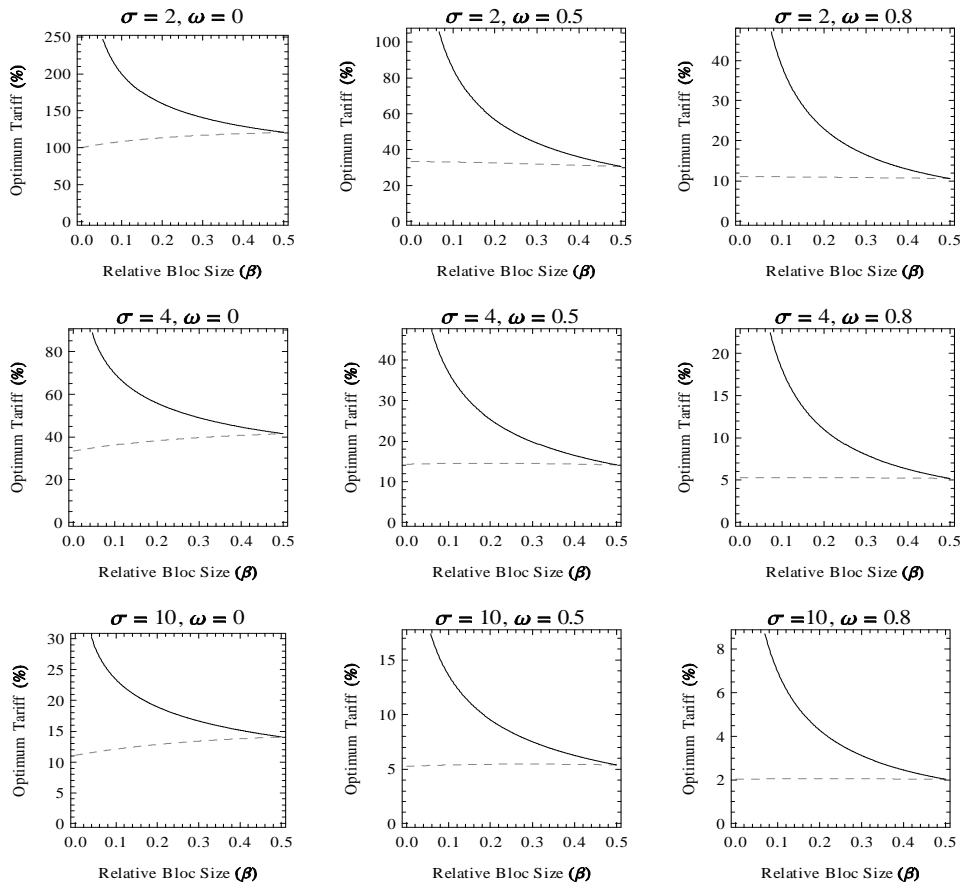 σ = 2, ω = 0
Optimum Tariff (%)
250
200
150
100
50
0
0.0 0.1 0.2 0.3 0.4 0.5
Relative Bloc Size (β)
σ = 2, ω = 0.5
Optimum Tariff (%)
100
80
60
40
20
0
0.0 0.1 0.2 0.3 0.4 0.5
Relative Bloc Size (β)
σ = 2, ω = 0.8
Optimum Tariff (%)
40
30
20
10
0
0.0 0.1 0.2 0.3 0.4 0.5
Relative Bloc Size (β)
σ = 4, ω = 0
Optimum Tariff (%)
80
60
40
20
0
0.0 0.1 0.2 0.3 0.4 0.5
Relative Bloc Size (β)
σ = 4, ω = 0.5
Optimum Tariff (%)
40
30
20
10
0
0.0 0.1 0.2 0.3 0.4 0.5
Relative Bloc Size (β)
σ = 4, ω = 0.8
Optimum Tariff (%)
20
15
10
5
0
0.0 0.1 0.2 0.3 0.4 0.5
Relative Bloc Size (β)
σ = 10, ω = 0
Optimum Tariff (%)
30
25
20
15
10
5
0
0.0 0.1 0.2 0.3 0.4 0.5
Relative Bloc Size (β)
σ = 10, ω = 0.5
Optimum Tariff (%)
15
10
5
0
0.0 0.1 0.2 0.3 0.4 0.5
Relative Bloc Size (β)
σ =10, ω = 0.8
Optimum Tariff (%)
8
6
4
2
0
0.0 0.1 0.2 0.3 0.4 0.5
Relative Bloc Size (β)